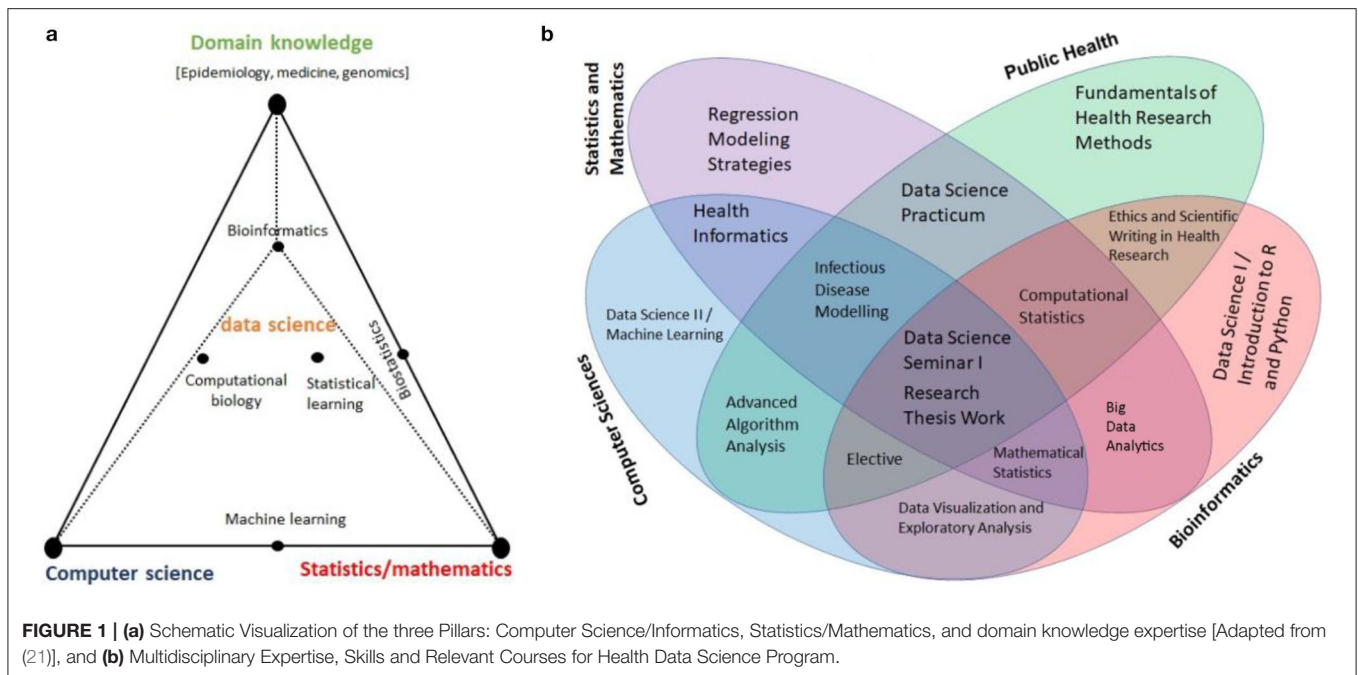 a
Domain knowledge
[Epidemiology, medicine, genomics]
Bioinformatics
data science
Computational
biology
Statistical
learning
Biostatistics
Machine learning
Computer science
Statistics/mathematics
b
Statistics and
Mathematics
Public Health
Regression
Modeling
Strategies
Fundamentals of
Health Research
Methods
Data Science
Practicum
Health
Informatics
Ethics and Scientific
Writing in Health
Research
Infectious
Disease
Modelling
Computational
Statistics
Data Science I /
Introduction to R
and Python
Data Science II /
Machine Learning
Data Science
Seminar I
Research
Thesis Work
Computer Sciences
Advanced
Algorithm
Analysis
Big
Data
Analytics
Elective
Mathematical
Statistics
Data Visualization and
Exploratory Analysis
Bioinformatics
FIGURE 1 | (a) Schematic Visualization of the three Pillars: Computer Science/Informatics, Statistics/Mathematics, and domain knowledge expertise [Adapted from
(21)], and (b) Multidisciplinary Expertise, Skills and Relevant Courses for Health Data Science Program.